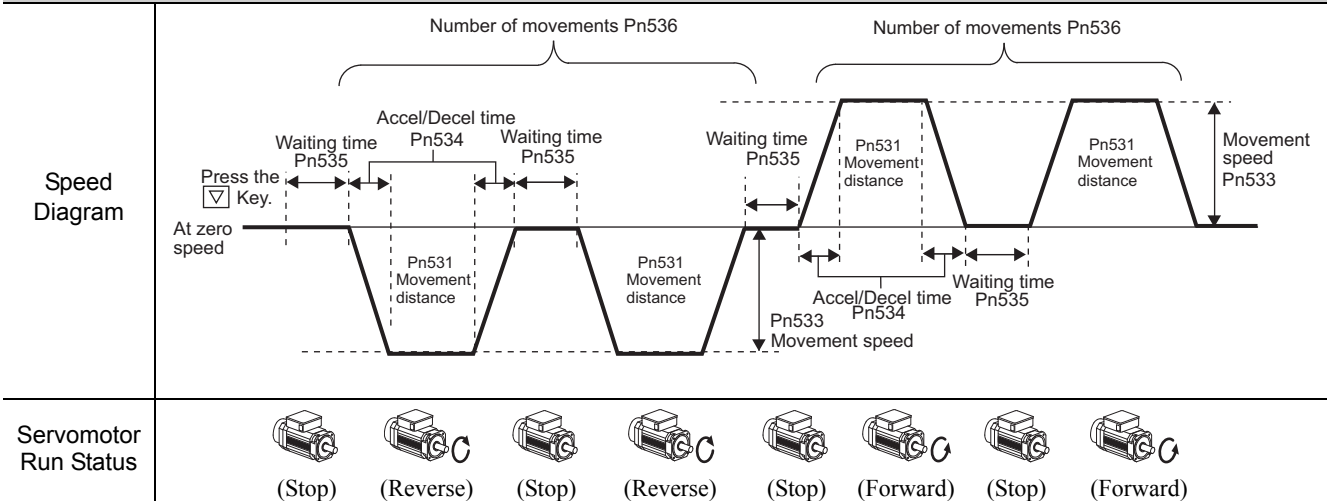 Speed
Diagram
Number of movements Pn536
Number of movements Pn536
Waiting time
Pn535
Accel/Decel time
Pn534
Waiting time
Pn535
Waiting time
Pn535
Press the
▽ Key.
At zero
speed
Pn531
Movement
distance
Pn531
Movement
distance
Pn533
Movement speed
Pn531
Movement
distance
Pn531
Movement
distance
Movement
speed
Pn533
Accel/Decel time
Pn534
Waiting time
Pn535
Servomotor
Run Status
(Stop) (Reverse) (Stop) (Reverse) (Stop) (Forward) (Stop) (Forward)